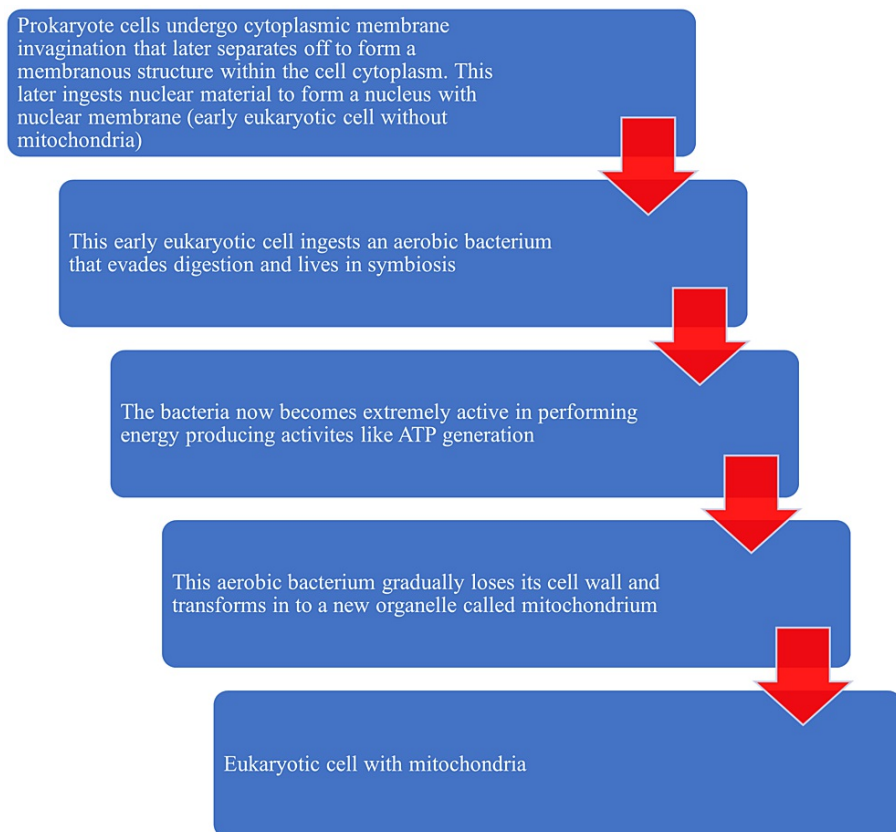 Prokaryote cells undergo cytoplasmic membrane
invagination that later separates off to form a
membranous structure within the cell cytoplasm. This
later ingests nuclear material to form a nucleus with
nuclear membrane (early eukaryotic cell without
mitochondria)
This early eukaryotic cell ingests an aerobic bacterium
that evades digestion and lives in symbiosis
The bacteria now becomes extremely active in performing
energy producing activites like ATP generation
This aerobic bacterium gradually loses its cell wall and
transforms in to a new organelle called mitochondrium
Eukaryotic cell with mitochondria